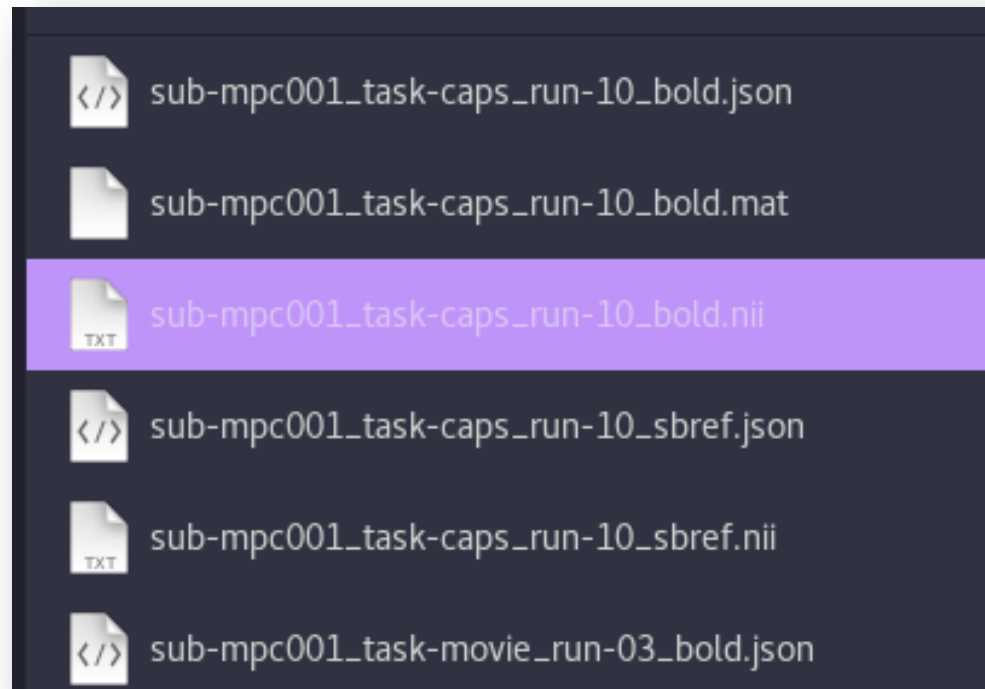 sub-mpc001_task-caps_run-10_bold.json
sub-mpc001_task-caps_run-10_bold.mat
TXT
sub-mpc001_task-caps_run-10_bold.nii
sub-mpc001_task-caps_run-10_sbref.json
TXT
sub-mpc001_task-caps_run-10_sbref.nii
sub-mpc001_task-movie_run-03_bold.json